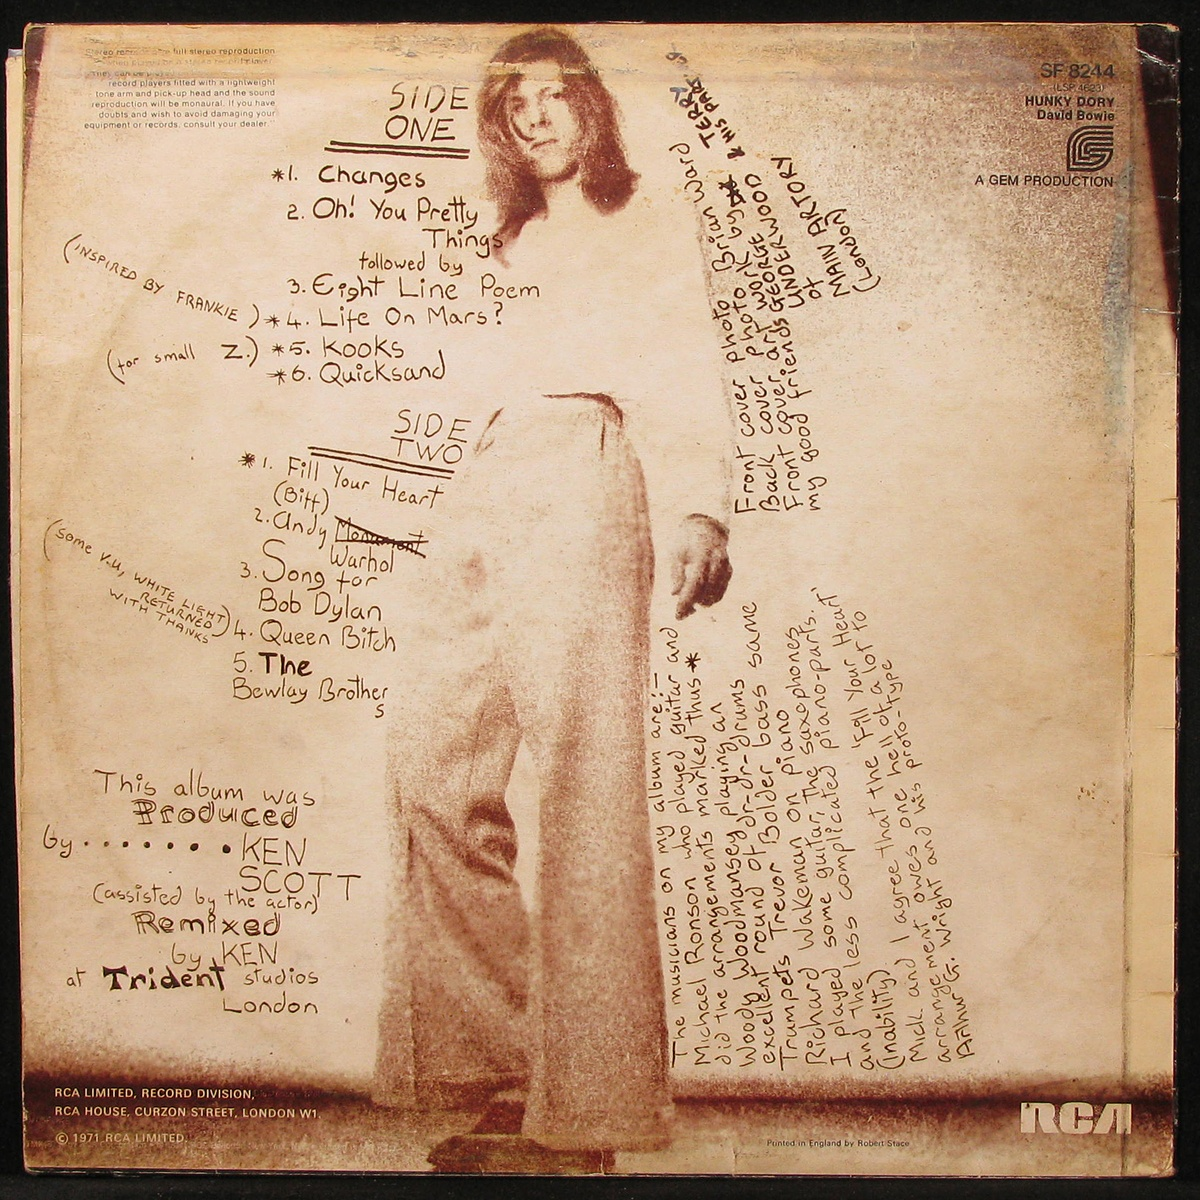 Stereo records full stereo reproduction
They can be
record players fitted with a lightweight
tone arm and pick-up head and the sound
reproduction will be monaural. If you have
doubts and wish to avoid damaging your
equipment or records, consult your dealer."
SIDE
ONE
*1. Changes
2. Oh! You Pretty
Things
followed by
3. Eight Line Poem
(INSPIRED BY FRANKIE) *4. Life On Mars?
(for small Z.) *5. Kooks
*6. Quicksand
SIDE
TWO
*1. Fill Your Heart
(Biff)
2. Andy Monument
Warhol
3. Song for
Bob Dylan
(Some V.U, WHITE LIGHT
RETURNED
WITH THANKS)
4. Queen Bitch
5. The
Bewlay Brother
s
This album was
Produced
by........KEN
SCOTT
(assisted by the actor)
Remixed
by KEN
at Trident studios
London
RCA LIMITED, RECORD DIVISION,
RCA HOUSE, CURZON STREET, LONDON W1.
© 1971 RCA LIMITED.
Front cover photo Brian Ward
Back cover photo by
Front cover art work by TERRY & HIS
my good friends GEORGE UNDERWOOD
of
MAIN ARTORY
(London)
The musicians on my album are:-
Michael Ronson who played guitar and
did the arrangements marked thus *
Woody Woodmansey playing an
excellent round of dr-dr-drums
Trumpets Trevor Bolder bass same
Richard Wakeman on piano
I played some guitar, the saxophones
and the less complicated piano-parts.
(inability) I agree that the 'Fill Your Heart'
Mick and
arrangement owes one hell of a lot to
Arthur G. Wright and his proto-type
SF 8244
(LSP 4623)
HUNKY DORY
David Bowie
A GEM PRODUCTION
RCA
Printed in England by Robert Stace